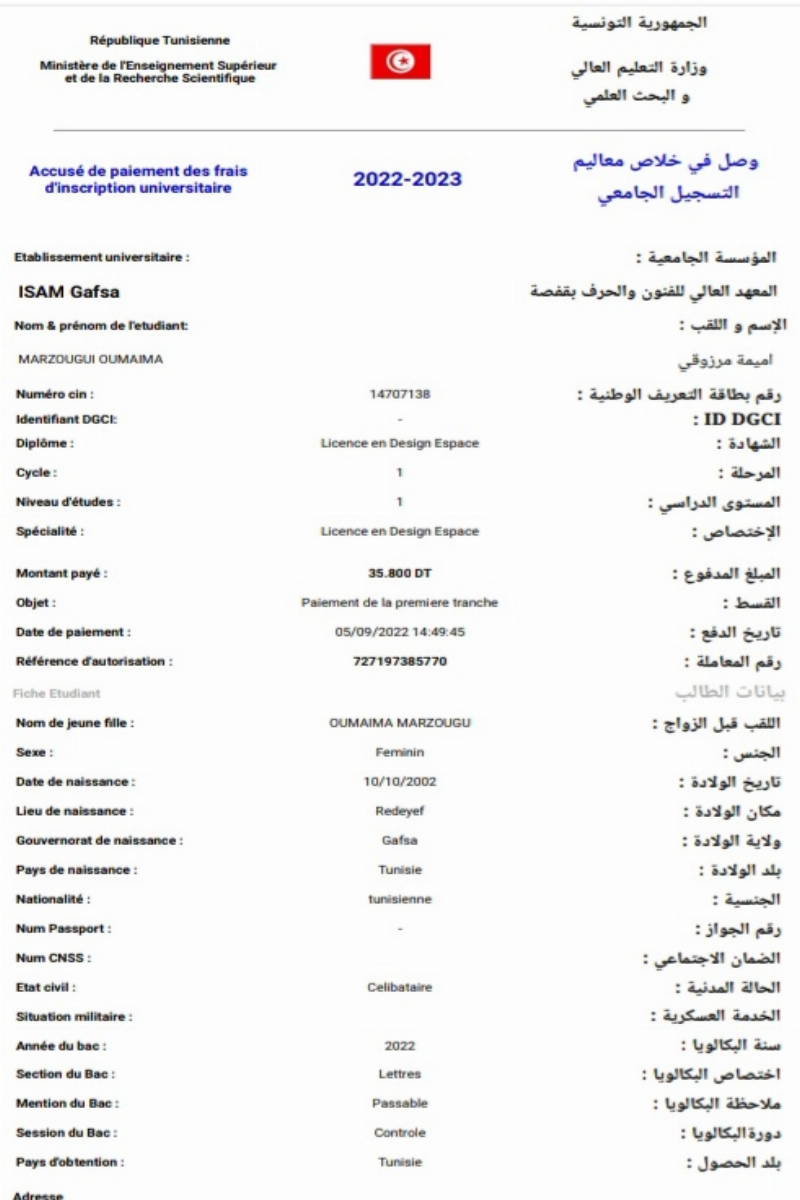 République Tunisienne
الجمهورية التونسية
Ministère de l'Enseignement Supérieur
et de la Recherche Scientifique
وزارة التعليم العالي
و البحث العلمي
Accusé de paiement des frais
d'inscription universitaire
2022-2023
وصل في خلاص معاليم
التسجيل الجامعي
Etablissement universitaire : المؤسسة الجامعية :
ISAM Gafsa المعهد العالي للفنون والحرف بقفصة
Nom & prénom de l'etudiant: الإسم و اللقب :
MARZOUGUI OUMAIMA اميمة مرزوقي
Numéro cin : 14707138 رقم بطاقة التعريف الوطنية :
Identifiant DGCI: - ID DGCI :
Diplôme : Licence en Design Espace الشهادة :
Cycle : 1 المرحلة :
Niveau d'études : 1 المستوى الدراسي :
Spécialité : Licence en Design Espace الإختصاص :
Montant payé : 35.800 DT المبلغ المدفوع :
Objet : Paiement de la premiere tranche القسط :
Date de paiement : 05/09/2022 14:49:45 تاريخ الدفع :
Référence d'autorisation : 727197385770 رقم المعاملة :
Fiche Etudiant بيانات الطالب
Nom de jeune fille : OUMAIMA MARZOUGU اللقب قبل الزواج :
Sexe : Feminin الجنس :
Date de naissance : 10/10/2002 تاريخ الولادة :
Lieu de naissance : Redeyef مكان الولادة :
Gouvernorat de naissance : Gafsa ولاية الولادة :
Pays de naissance : Tunisie بلد الولادة :
Nationalité : tunisienne الجنسية :
Num Passport : - رقم الجواز :
Num CNSS : الضمان الاجتماعي :
Etat civil : Celibataire الحالة المدنية :
Situation militaire : الخدمة العسكرية :
Année du bac : 2022 سنة البكالويا :
Section du Bac : Lettres اختصاص البكالويا :
Mention du Bac : Passable ملاحظة البكالويا :
Session du Bac : Controle دورةالبكالويا :
Pays d'obtention : Tunisie بلد الحصول :
Adresse